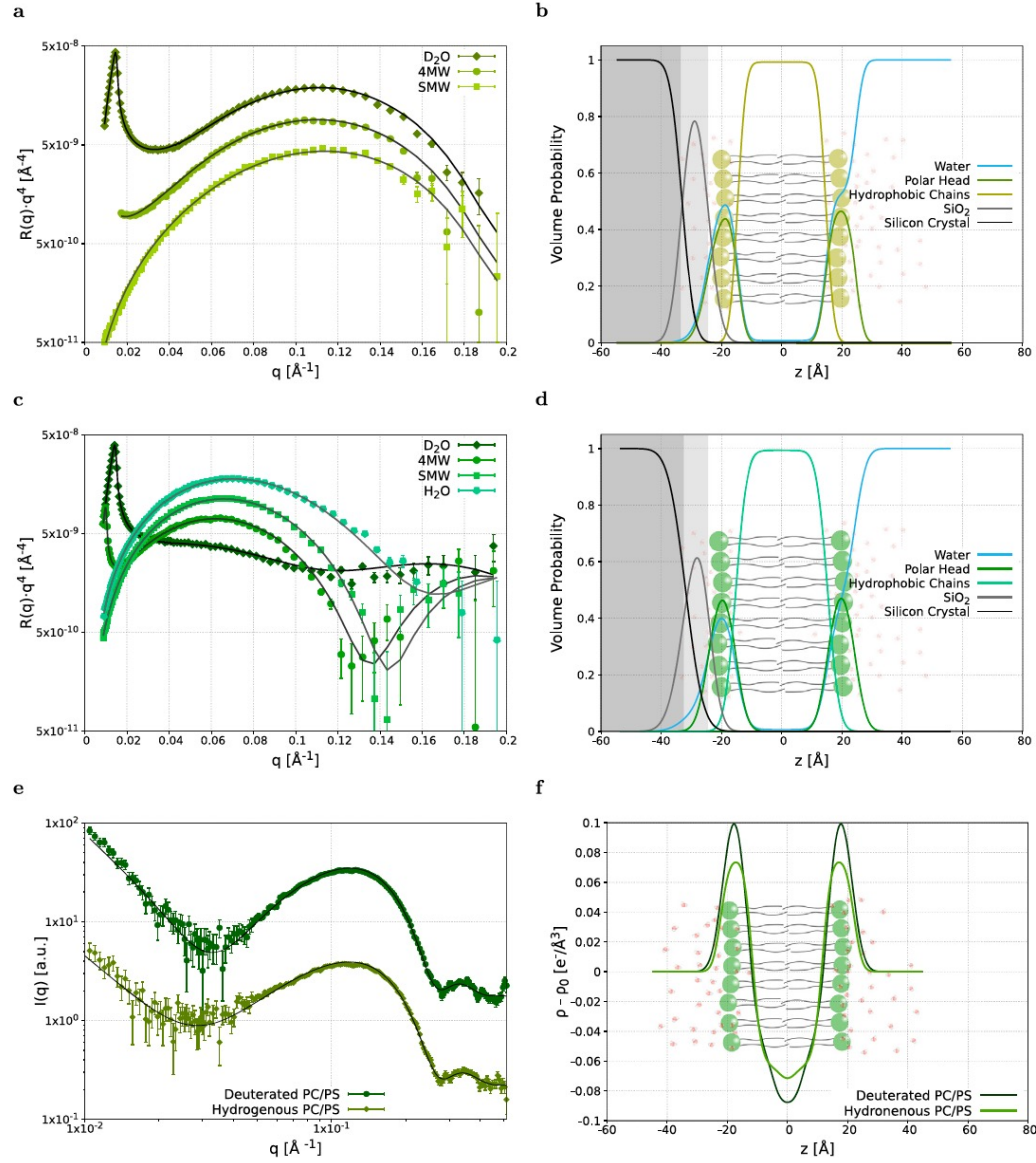 a
5x10⁻⁸
5x10⁻⁹
5x10⁻¹⁰
5x10⁻¹¹
R(q)·q⁴ [Å⁻⁴]
D₂O
4MW
SMW
0 0.02 0.04 0.06 0.08 0.1 0.12 0.14 0.16 0.18 0.2
q [Å⁻¹]
b
1
0.8
0.6
0.4
0.2
0
Volume Probability
Water
Polar Head
Hydrophobic Chains
SiO₂
Silicon Crystal
-60 -40 -20 0 20 40 60 80
z [Å]
c
5x10⁻⁸
5x10⁻⁹
5x10⁻¹⁰
5x10⁻¹¹
R(q)·q⁴ [Å⁻⁴]
D₂O
4MW
SMW
H₂O
0 0.02 0.04 0.06 0.08 0.1 0.12 0.14 0.16 0.18 0.2
q [Å⁻¹]
d
1
0.8
0.6
0.4
0.2
0
Volume Probability
Water
Polar Head
Hydrophobic Chains
SiO₂
Silicon Crystal
-60 -40 -20 0 20 40 60 80
z [Å]
e
1x10²
1x10¹
1x10⁰
1x10⁻¹
I(q) [a.u.]
Deuterated PC/PS
Hydrogenous PC/PS
1x10⁻² 1x10⁻¹
q [Å⁻¹]
f
0.1
0.08
0.06
0.04
0.02
0
-0.02
-0.04
-0.06
-0.08
-0.1
ρ - ρ₀ [e⁻/Å³]
Deuterated PC/PS
Hydronenous PC/PS
-60 -40 -20 0 20 40 60 80
z [Å]